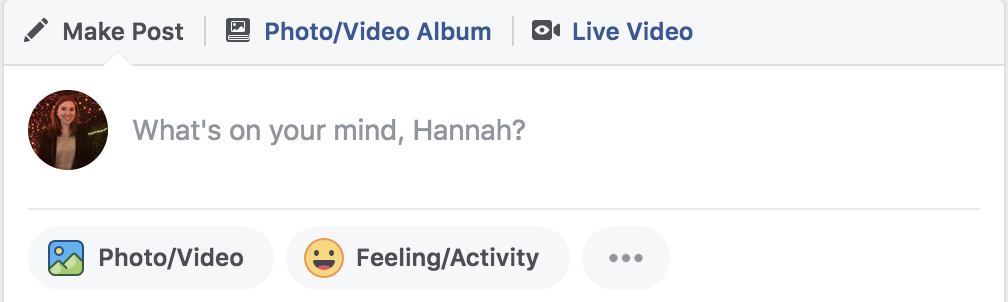 Make Post Photo/Video Album Live Video
What's on your mind, Hannah?
Photo/Video Feeling/Activity